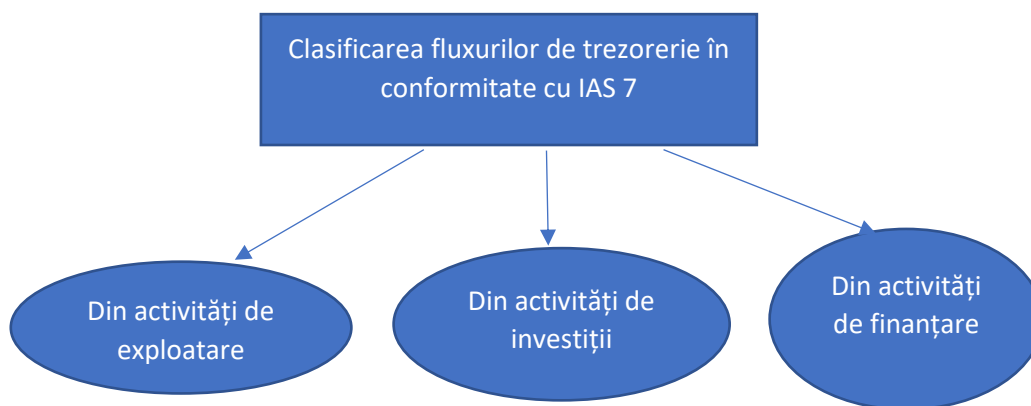 Clasificarea fluxurilor de trezorerie în
conformitate cu IAS 7
Din activități de
exploatare
Din activități de
investiții
Din activități
de finanțare